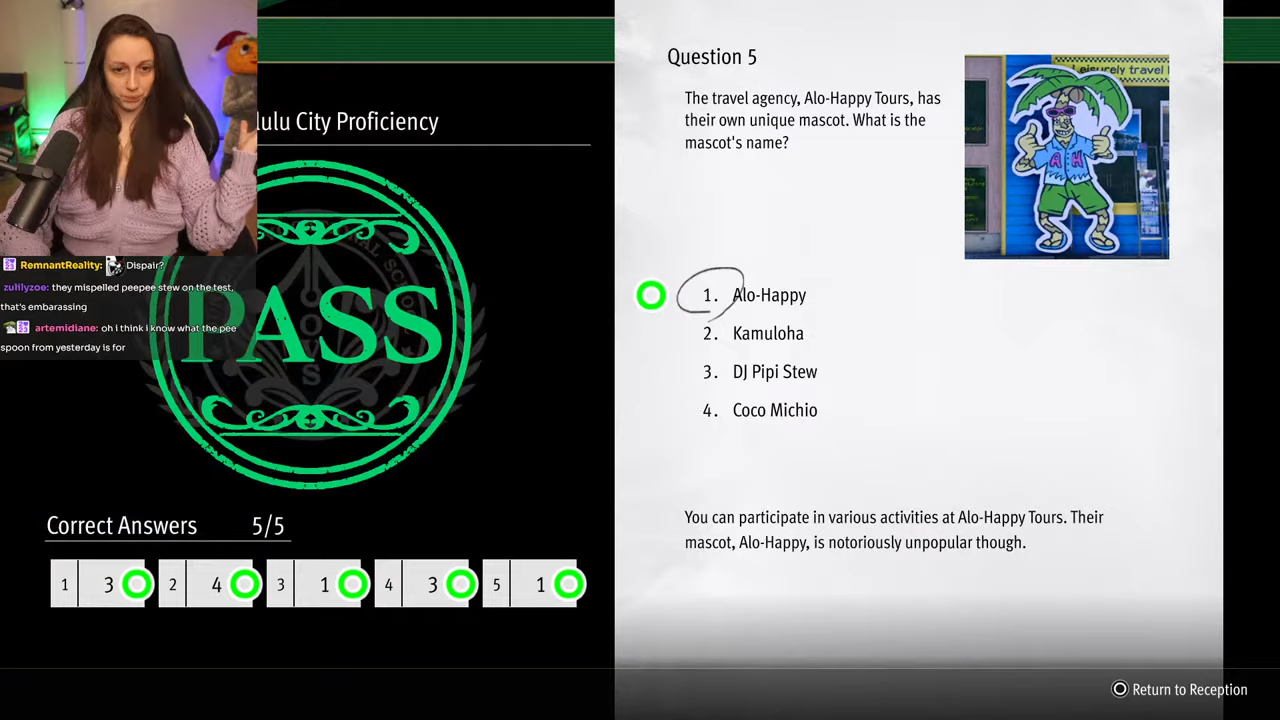 lulu City Proficiency
RemnantReality: Dispair?
zulilyzoe: they mispelled peepee stew on the test,
that's embarassing
artemidiane: oh i think i know what the pee
spoon from yesterday is for
PASS
Correct Answers 5/5
1 3 2 4 3 1 4 3 5 1
Question 5
The travel agency, Alo-Happy Tours, has
their own unique mascot. What is the
mascot's name?
Leisurely travel
A H
1. Alo-Happy
2. Kamuloha
3. DJ Pipi Stew
4. Coco Michio
You can participate in various activities at Alo-Happy Tours. Their
mascot, Alo-Happy, is notoriously unpopular though.
Return to Reception